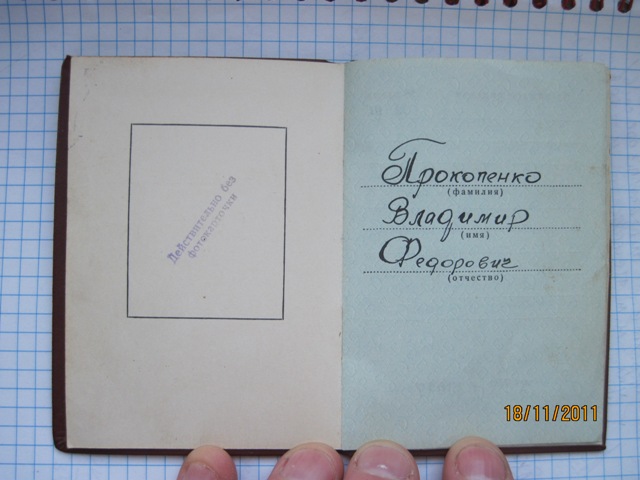 Действительно без
фотокарточки
Прокопенко
(фамилия)
Владимир
(имя)
Федорович
(отчество)
18/11/2011